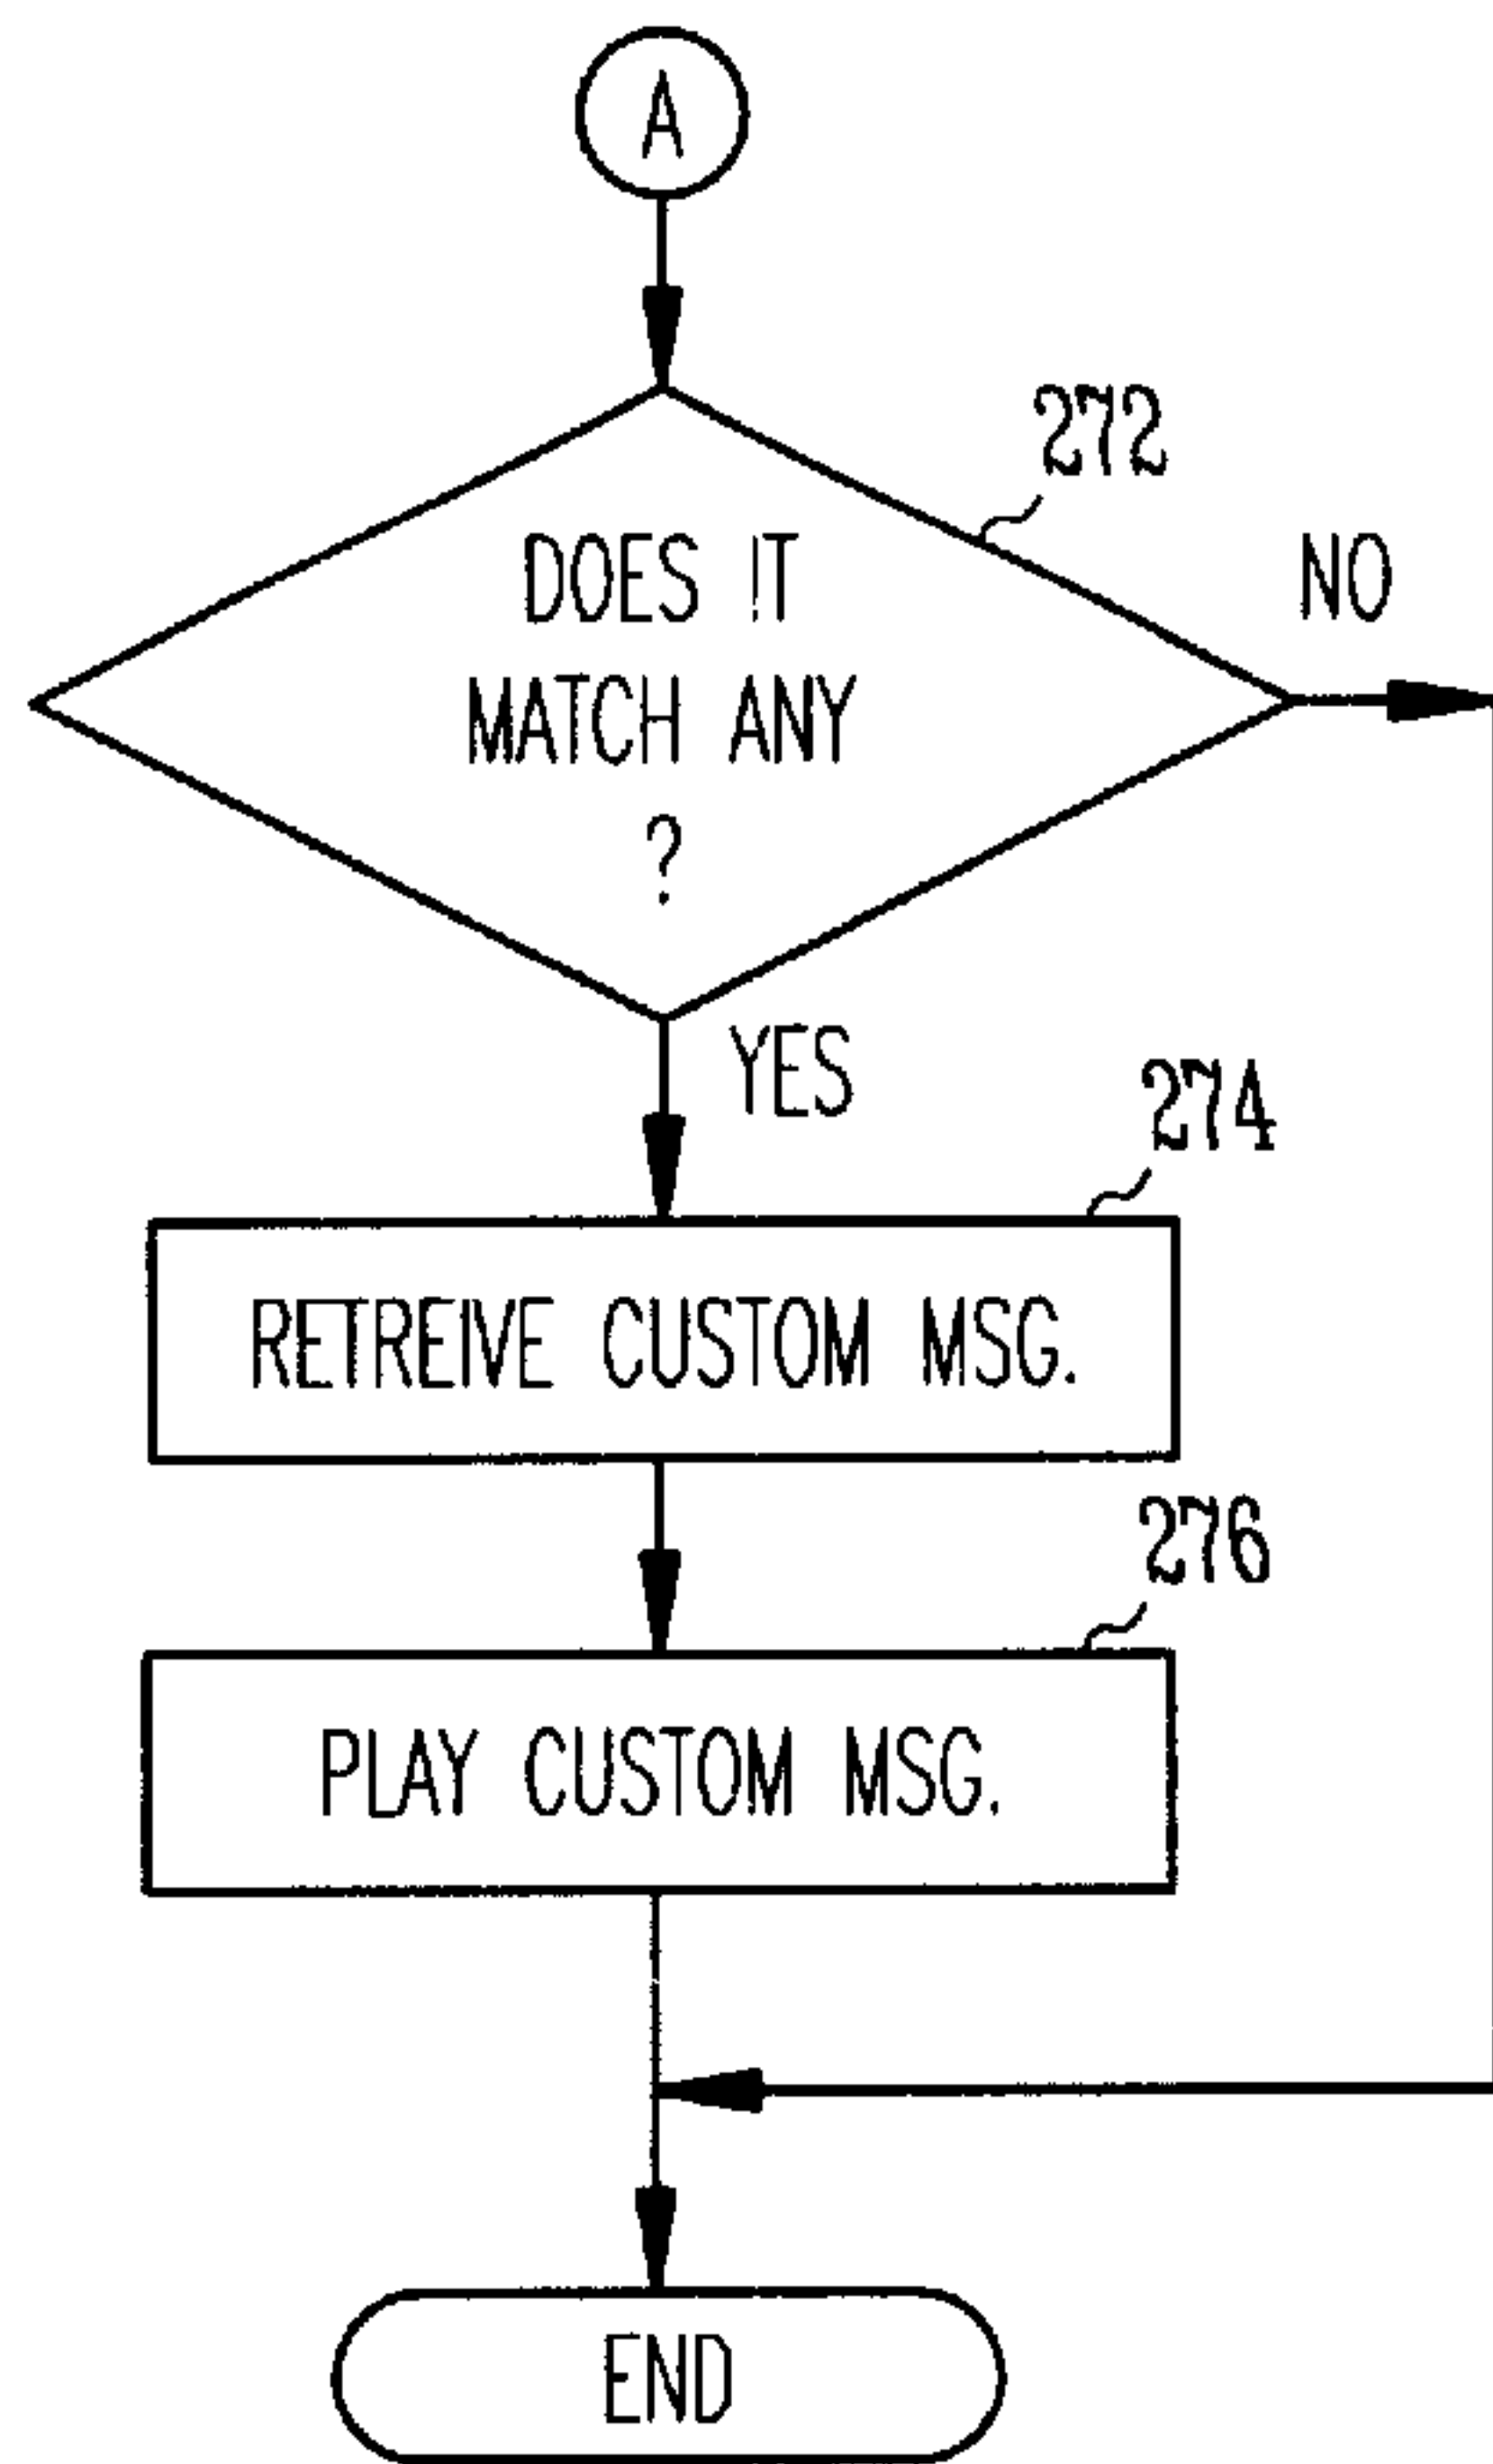 A
272
DOES IT
MATCH ANY
?
NO
YES
274
RETREIVE CUSTOM MSG.
276
PLAY CUSTOM MSG.
END